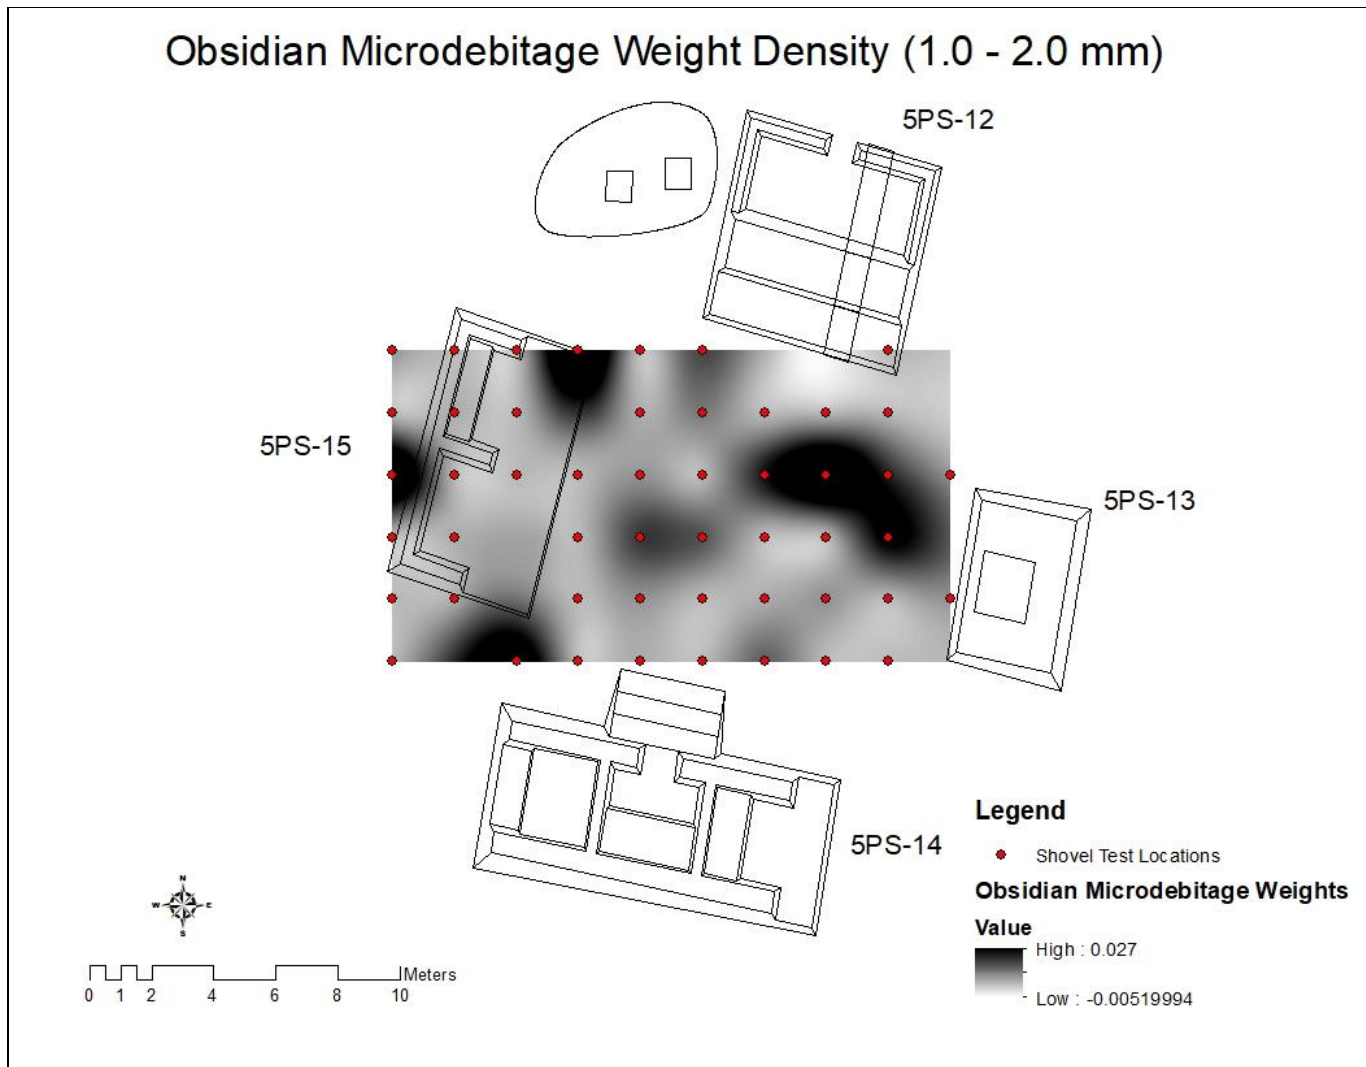 Obsidian Microdebitage Weight Density (1.0 - 2.0 mm)
5PS-12
5PS-15
5PS-13
5PS-14
Legend
Shovel Test Locations
Obsidian Microdebitage Weights
Value
High : 0.027
Low : -0.00519994
N
W E
S
Meters
0 1 2 4 6 8 10